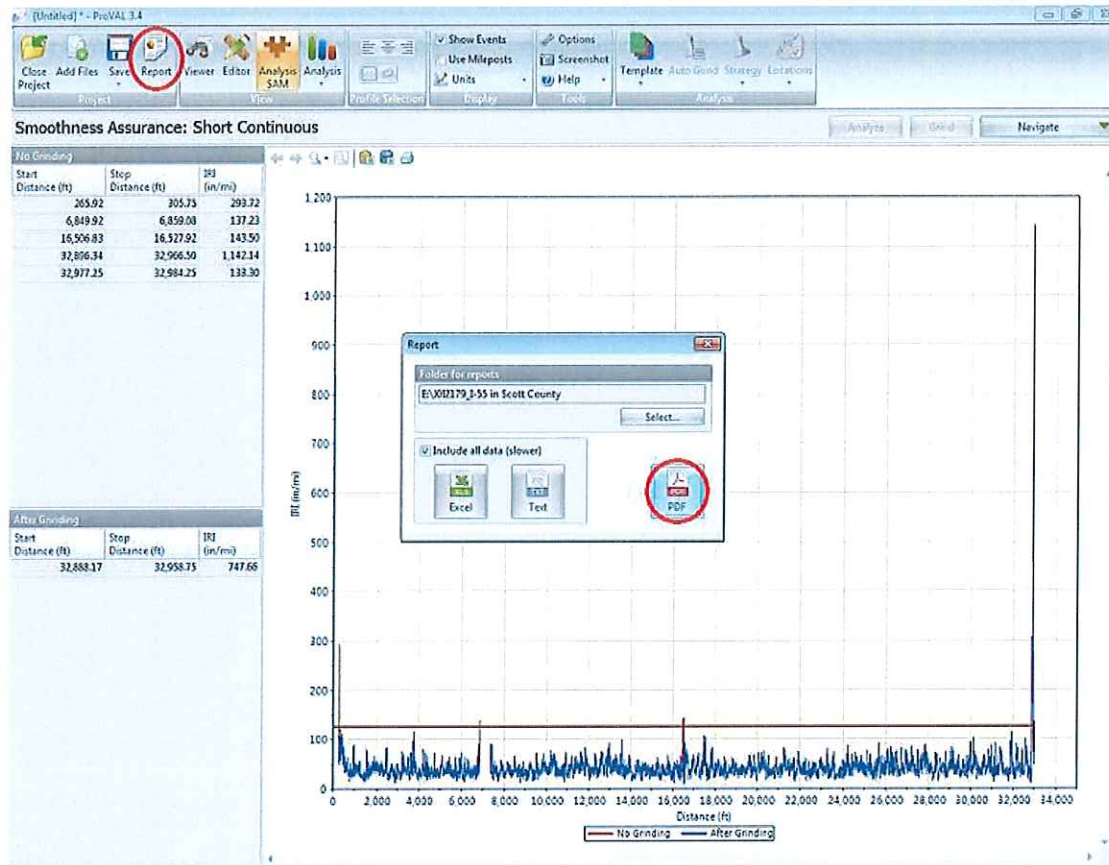 [Untitled] * - ProVAL 3.4
Close Project
Add Files
Save
Report
Viewer
Editor
Analysis SAM
Analysis
Show Events
Use Mileposts
Units
Options
Screenshot
Help
Template
Auto Grind
Strategy
Locations
Project
View
Profile Selection
Display
Tools
Analysis
Smoothness Assurance: Short Continuous
Analyze
Grind
Navigate
No Grinding
Start Distance (ft) Stop Distance (ft) IRI (in/mi)
265.92 305.75 293.72
6,849.92 6,859.08 137.23
16,506.83 16,527.92 143.50
32,896.34 32,966.50 1,142.14
32,977.25 32,984.25 133.30
After Grinding
Start Distance (ft) Stop Distance (ft) IRI (in/mi)
32,888.17 32,958.75 747.66
1,200
1,100
1,000
900
800
700
600
500
400
300
200
100
0
IRI (in/mi)
0 2,000 4,000 6,000 8,000 10,000 12,000 14,000 16,000 18,000 20,000 22,000 24,000 26,000 28,000 30,000 32,000 34,000
Distance (ft)
No Grinding After Grinding
Report
Folder for reports
Scott County
Select...
Include all data (slower)
Excel
Text
PDF